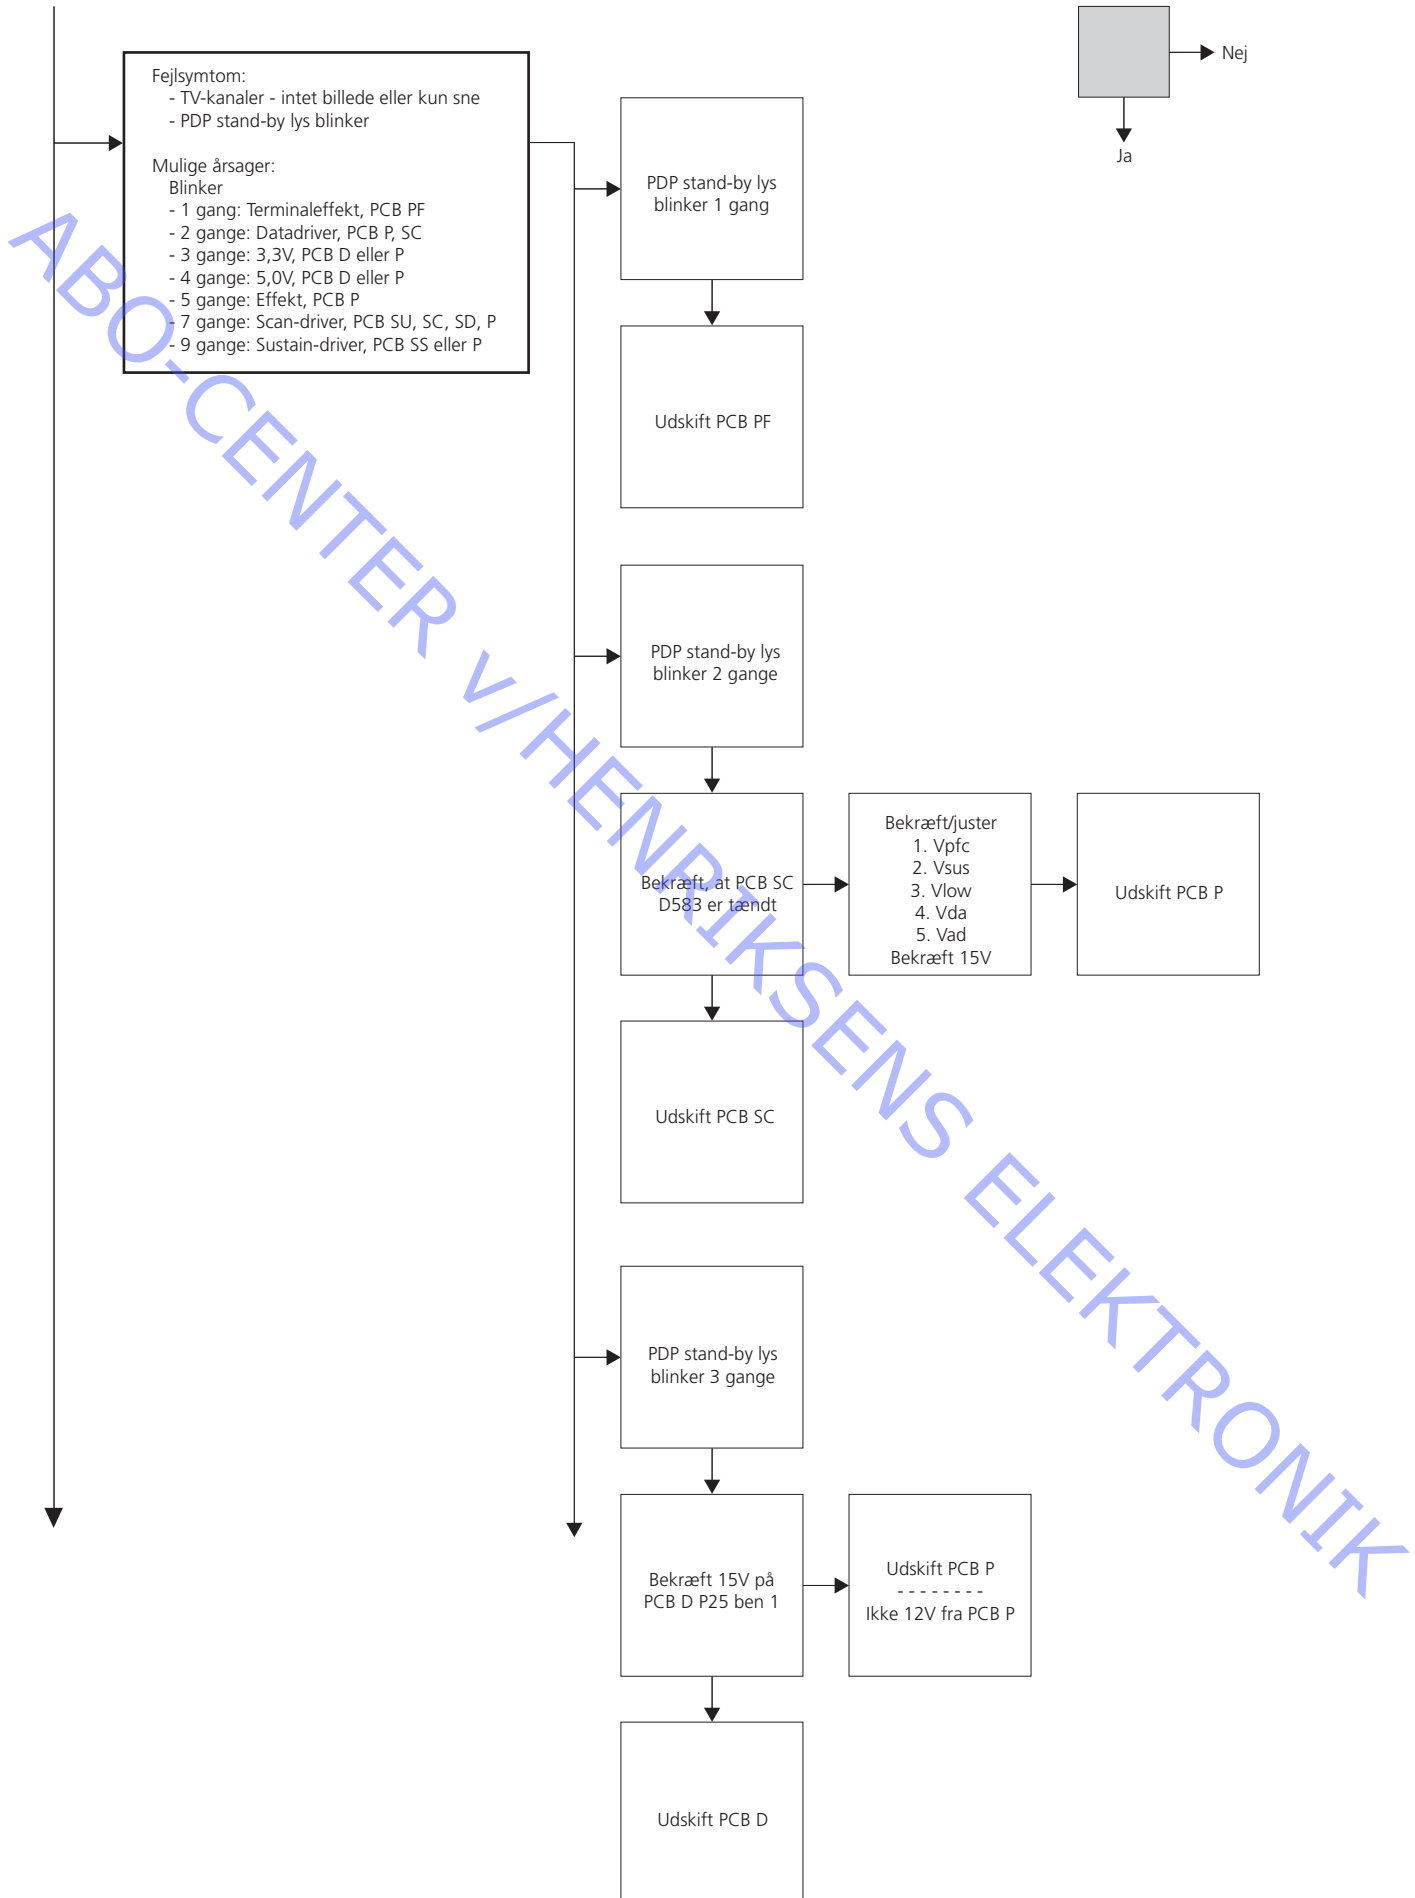 Nej
Ja
Fejlsymtom:
- TV-kanaler - intet billede eller kun sne
- PDP stand-by lys blinker
Mulige årsager:
Blinker
- 1 gang: Terminaleffekt, PCB PF
- 2 gange: Datadriver, PCB P, SC
- 3 gange: 3,3V, PCB D eller P
- 4 gange: 5,0V, PCB D eller P
- 5 gange: Effekt, PCB P
- 7 gange: Scan-driver, PCB SU, SC, SD, P
- 9 gange: Sustain-driver, PCB SS eller P
PDP stand-by lys
blinker 1 gang
Udskift PCB PF
PDP stand-by lys
blinker 2 gange
Bekræft, at PCB SC
D583 er tændt
Bekræft/juster
1. Vpfc
2. Vsus
3. Vlow
4. Vda
5. Vad
Bekræft 15V
Udskift PCB P
Udskift PCB SC
PDP stand-by lys
blinker 3 gange
Bekræft 15V på
PCB D P25 ben 1
Udskift PCB P
- - - - - - - -
Ikke 12V fra PCB P
Udskift PCB D
ABO-CENTER v/HENRIKSENS ELEKTRONIK